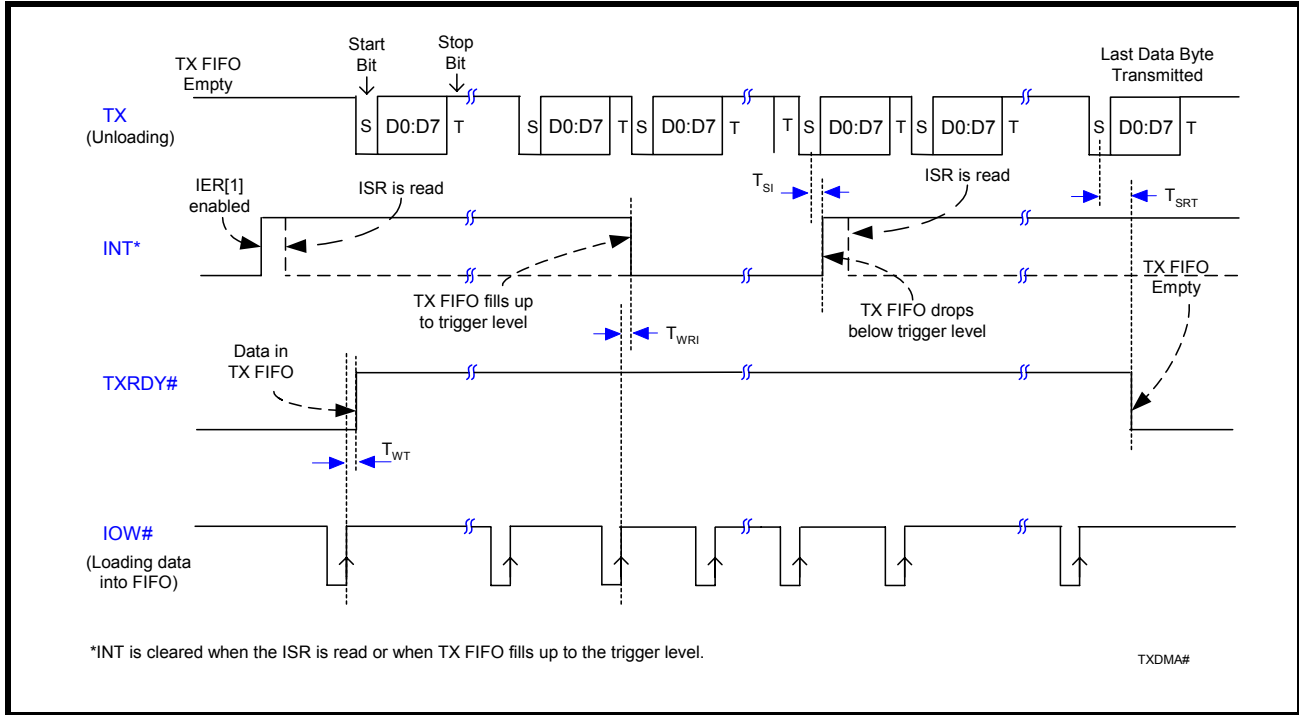 Start
Bit
Stop
Bit
TX FIFO
Empty
Last Data Byte
Transmitted
TX
(Unloading)
S D0:D7 T S D0:D7 T S D0:D7 T T S D0:D7 T S D0:D7 T S D0:D7 T
IER[1]
enabled
ISR is read
TSI
ISR is read
TSRT
INT*
TX FIFO fills up
to trigger level
TX FIFO drops
below trigger level
TX FIFO
Empty
TWRI
Data in
TX FIFO
TXRDY#
TWT
IOW#
(Loading data
into FIFO)
*INT is cleared when the ISR is read or when TX FIFO fills up to the trigger level.
TXDMA#